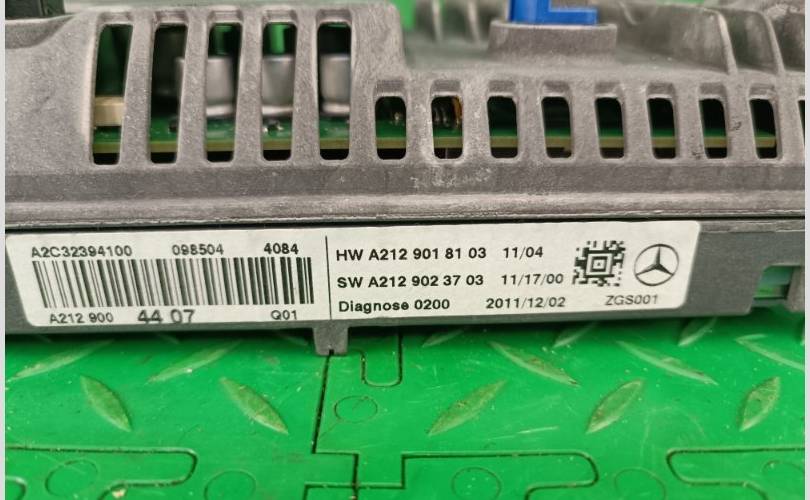 A2C32394100 098504 4084
A212 900 44 07 Q01
HW A212 901 81 03 11/04
SW A212 902 37 03 11/17/00
Diagnose 0200 2011/12/02
ZGS001